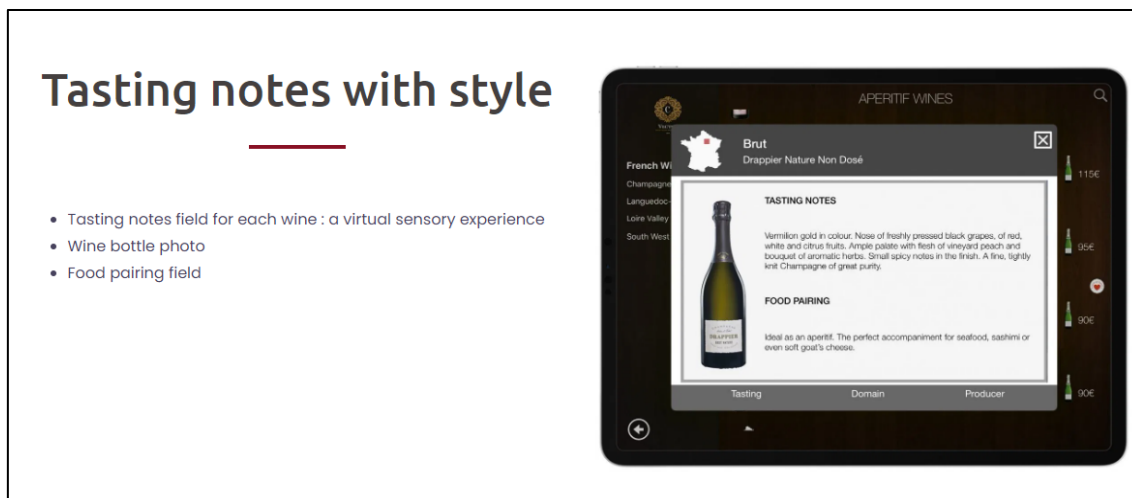 Tasting notes with style
Tasting notes field for each wine : a virtual sensory experience
Wine bottle photo
Food pairing field
APERITIF WINES
Brut
Drappier Nature Non Dosé
French Wi
Champagne
Languedoc-
Loire Valley
South West
TASTING NOTES
Vermilion gold in colour. Nose of freshly pressed black grapes, of red,
white and citrus fruits. Ample palate with flesh of vineyard peach and
bouquet of aromatic herbs. Small spicy notes in the finish. A fine, tightly
knit Champagne of great purity.
FOOD PAIRING
Ideal as an aperitif. The perfect accompaniment for seafood, sashimi or
even soft goat's cheese.
DRAPPIER
Tasting
Domain
Producer
115€
95€
90€
90€